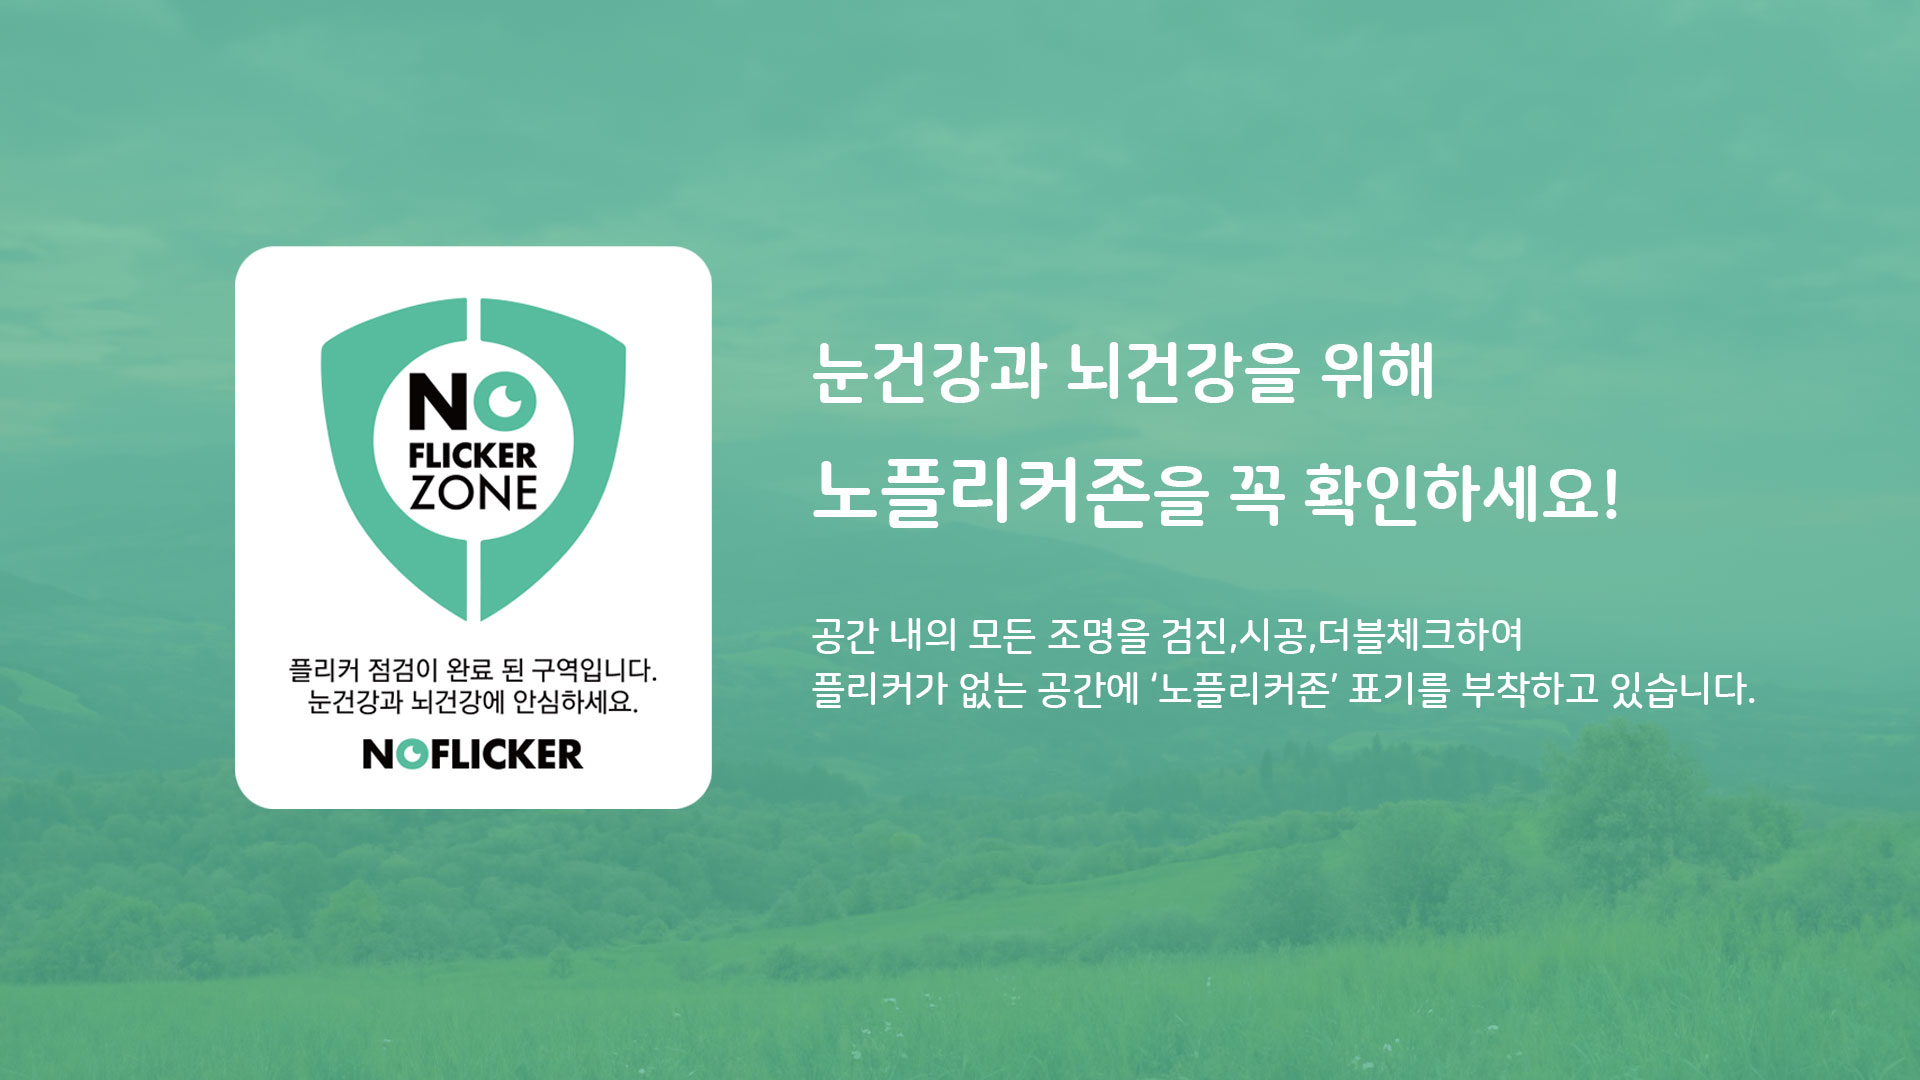 NO
FLICKER
ZONE
플리커 점검이 완료 된 구역입니다.
눈건강과 뇌건강에 안심하세요.
NOFLICKER
눈건강과 뇌건강을 위해
노플리커존을 꼭 확인하세요!
공간 내의 모든 조명을 검진,시공,더블체크하여
플리커가 없는 공간에 ‘노플리커존’ 표기를 부착하고 있습니다.